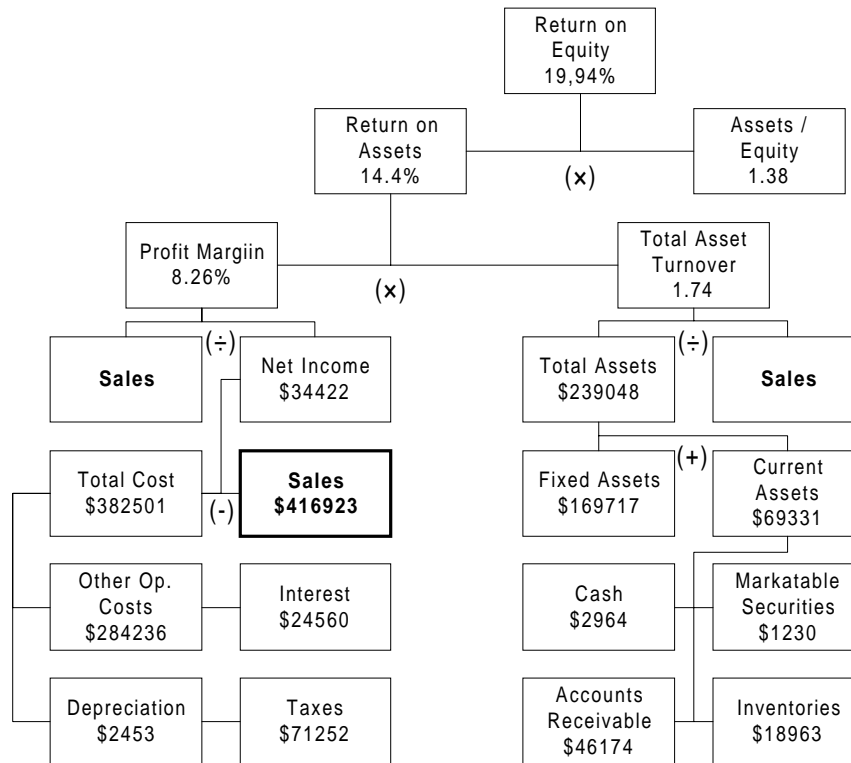 Return on
Equity
19,94%
Return on
Assets
14.4%
(×)
Assets /
Equity
1.38
Profit Margiin
8.26%
(×)
Total Asset
Turnover
1.74
Sales
(÷)
Net Income
$34422
Total Assets
$239048
(÷)
Sales
Total Cost
$382501
(-)
Sales
$416923
Fixed Assets
$169717
(+)
Current
Assets
$69331
Other Op.
Costs
$284236
Interest
$24560
Cash
$2964
Markatable
Securities
$1230
Depreciation
$2453
Taxes
$71252
Accounts
Receivable
$46174
Inventories
$18963